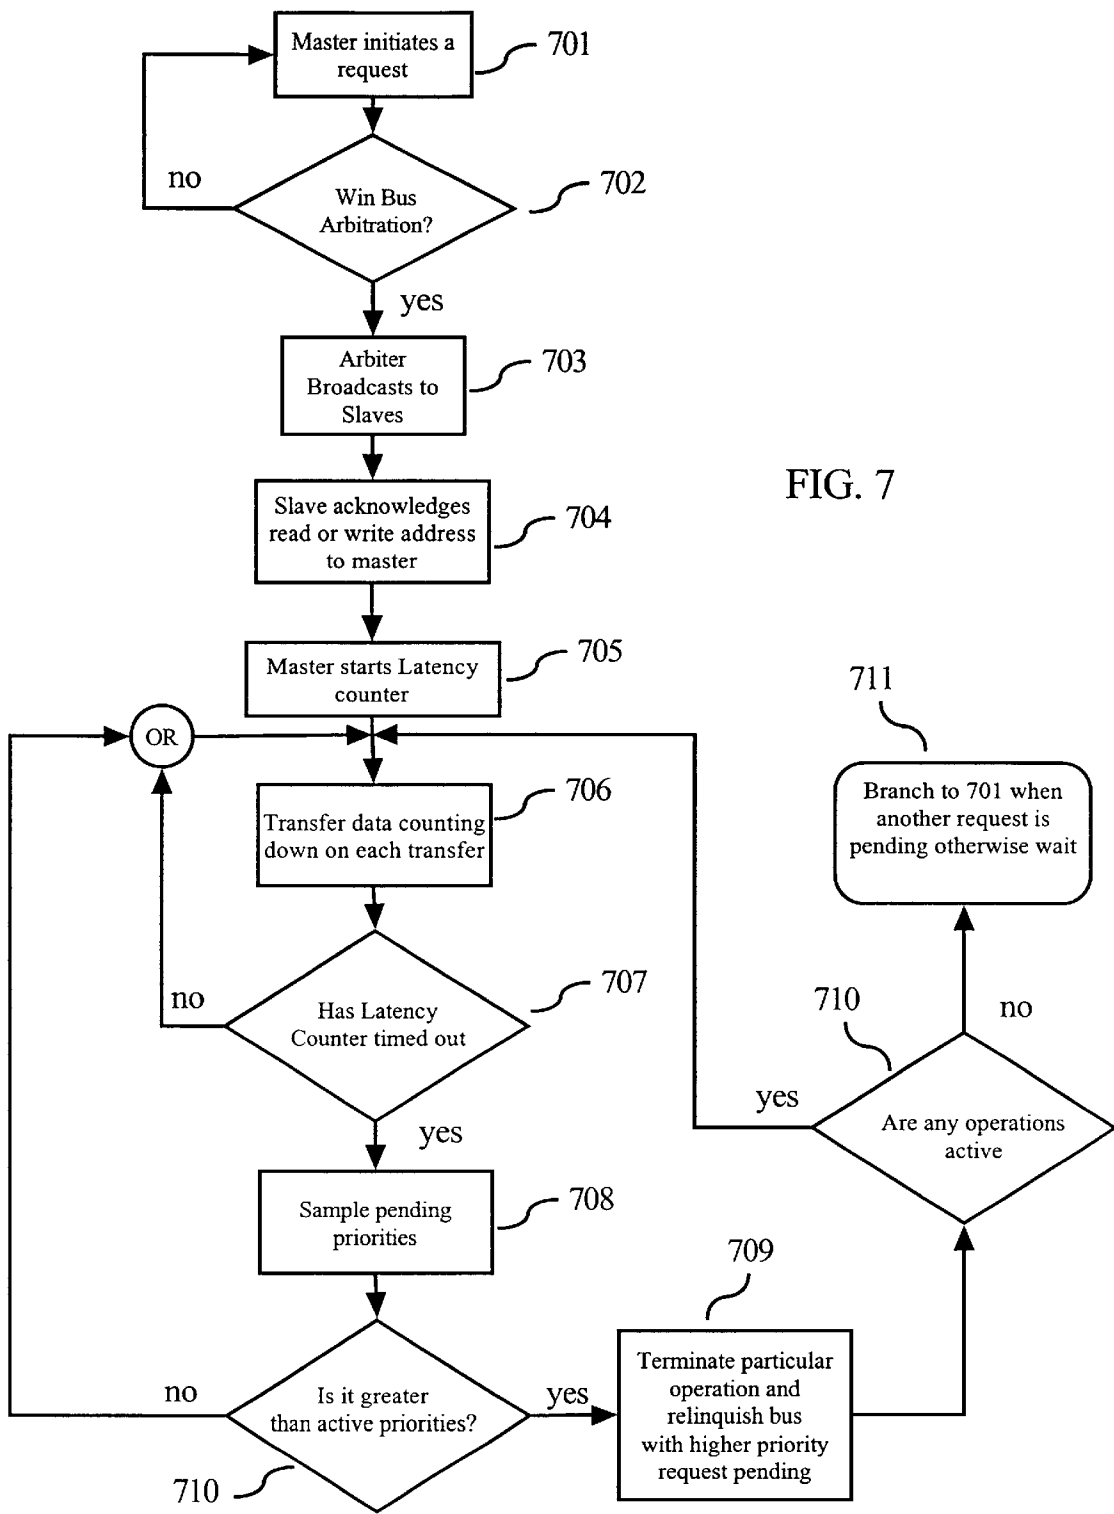 Master initiates a
request
701
no
Win Bus
Arbitration?
702
yes
Arbiter
Broadcasts to
Slaves
703
FIG. 7
Slave acknowledges
read or write address
to master
704
Master starts Latency
counter
705
OR
Transfer data counting
down on each transfer
706
711
Branch to 701 when
another request is
pending otherwise wait
no
Has Latency
Counter timed out
707
yes
710
no
yes
Are any operations
active
Sample pending
priorities
708
709
no
Is it greater
than active priorities?
yes
710
Terminate particular
operation and
relinquish bus
with higher priority
request pending